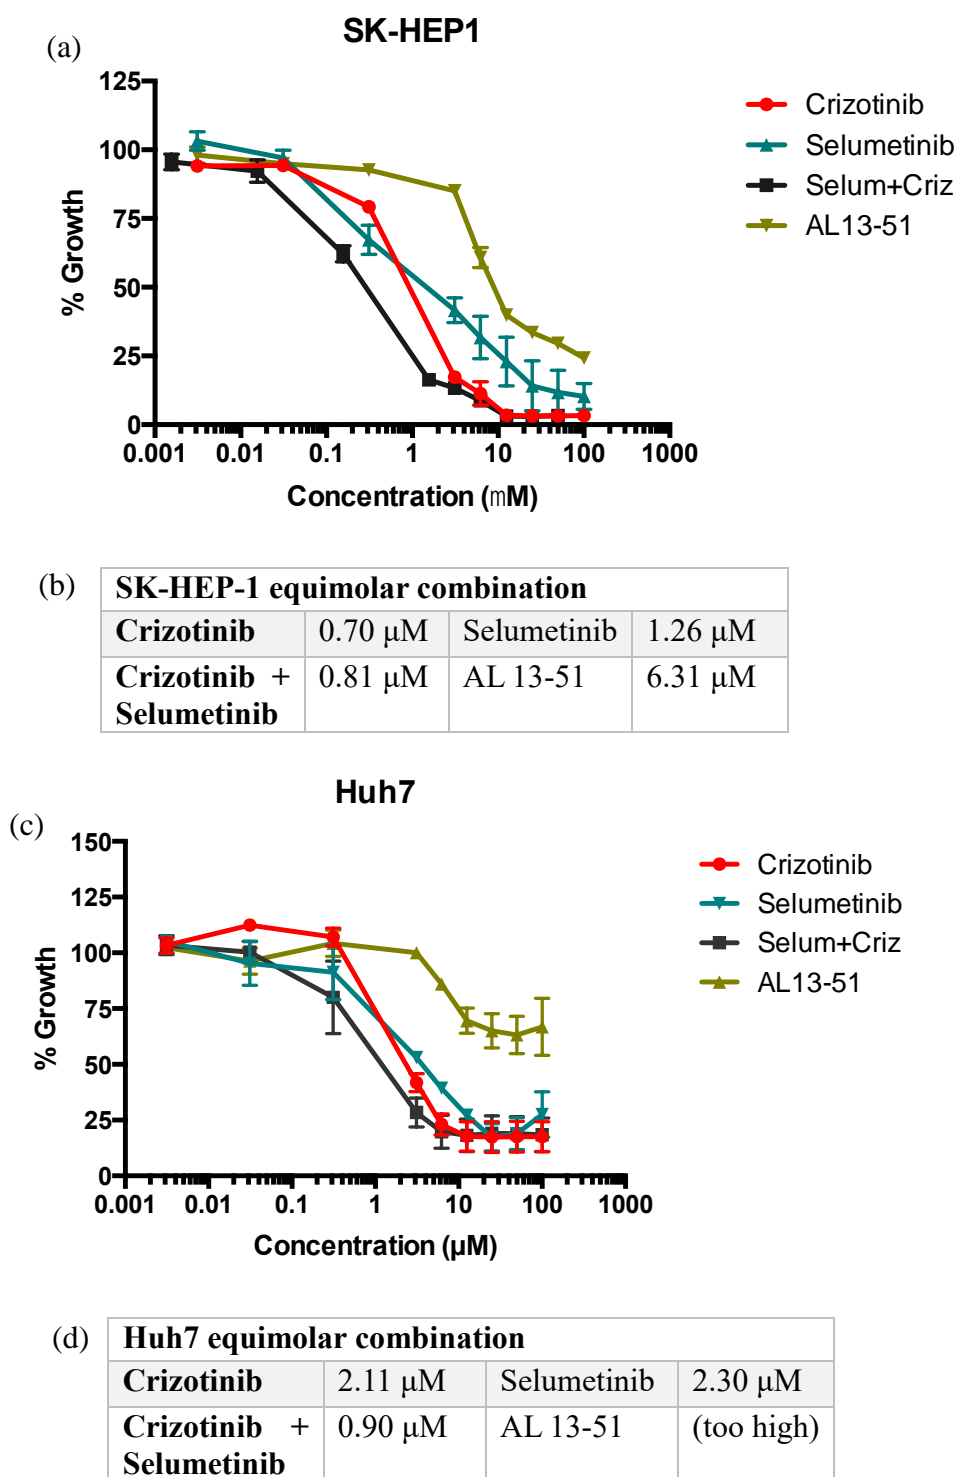 (a)
SK-HEP1
125
100
75
50
25
0
% Growth
0.001 0.01 0.1 1 10 100 1000
Concentration (mM)
Crizotinib
Selumetinib
Selum+Criz
AL13-51
(b)
SK-HEP-1 equimolar combination
Crizotinib 0.70 μM Selumetinib 1.26 μM
Crizotinib + 0.81 μM AL 13-51 6.31 μM
Selumetinib
Huh7
(c)
150
125
100
75
50
25
0
% Growth
0.001 0.01 0.1 1 10 100 1000
Concentration (μM)
Crizotinib
Selumetinib
Selum+Criz
AL13-51
(d)
Huh7 equimolar combination
Crizotinib 2.11 μM Selumetinib 2.30 μM
Crizotinib + 0.90 μM AL 13-51 (too high)
Selumetinib